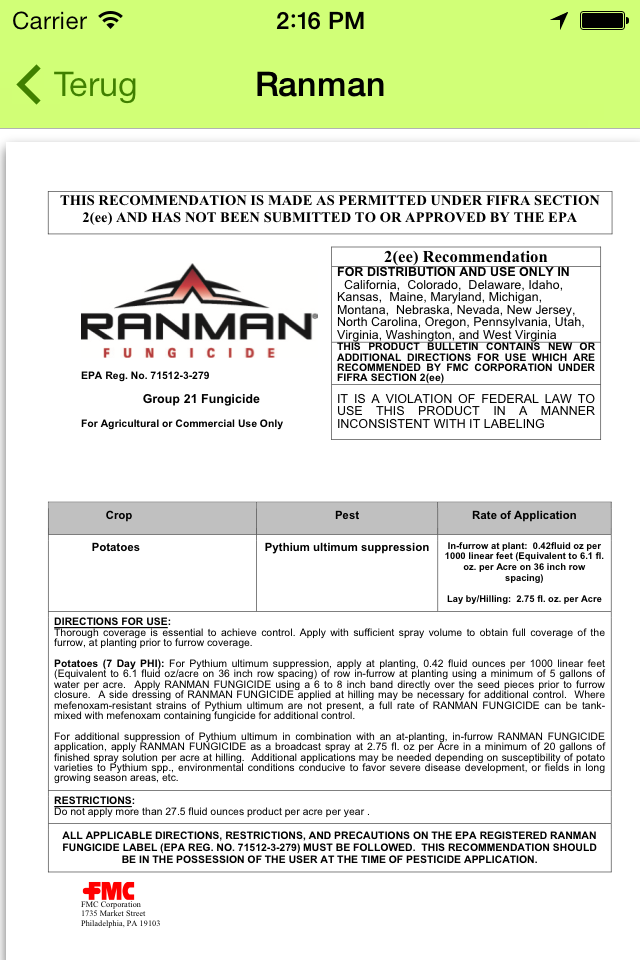 Carrier 2:16 PM
Terug Ranman
THIS RECOMMENDATION IS MADE AS PERMITTED UNDER FIFRA SECTION
2(ee) AND HAS NOT BEEN SUBMITTED TO OR APPROVED BY THE EPA
RANMAN®
FUNGICIDE
EPA Reg. No. 71512-3-279
Group 21 Fungicide
For Agricultural or Commercial Use Only
2(ee) Recommendation
FOR DISTRIBUTION AND USE ONLY IN
California, Colorado, Delaware, Idaho,
Kansas, Maine, Maryland, Michigan,
Montana, Nebraska, Nevada, New Jersey,
North Carolina, Oregon, Pennsylvania, Utah,
Virginia, Washington, and West Virginia
THIS PRODUCT BULLETIN CONTAINS NEW OR
ADDITIONAL DIRECTIONS FOR USE WHICH ARE
RECOMMENDED BY FMC CORPORATION UNDER
FIFRA SECTION 2(ee)
IT IS A VIOLATION OF FEDERAL LAW TO
USE THIS PRODUCT IN A MANNER
INCONSISTENT WITH IT LABELING
Crop Pest Rate of Application
Potatoes Pythium ultimum suppression
In-furrow at plant: 0.42fluid oz per
1000 linear feet (Equivalent to 6.1 fl.
oz. per Acre on 36 inch row
spacing)
Lay by/Hilling: 2.75 fl. oz. per Acre
DIRECTIONS FOR USE:
Thorough coverage is essential to achieve control. Apply with sufficient spray volume to obtain full coverage of the
furrow, at planting prior to furrow coverage.
Potatoes (7 Day PHI): For Pythium ultimum suppression, apply at planting, 0.42 fluid ounces per 1000 linear feet
(Equivalent to 6.1 fluid oz/acre on 36 inch row spacing) of row in-furrow at planting using a minimum of 5 gallons of
water per acre. Apply RANMAN FUNGICIDE using a 6 to 8 inch band directly over the seed pieces prior to furrow
closure. A side dressing of RANMAN FUNGICIDE applied at hilling may be necessary for additional control. Where
mefenoxam-resistant strains of Pythium ultimum are not present, a full rate of RANMAN FUNGICIDE can be tank-
mixed with mefenoxam containing fungicide for additional control.
For additional suppression of Pythium ultimum in combination with an at-planting, in-furrow RANMAN FUNGICIDE
application, apply RANMAN FUNGICIDE as a broadcast spray at 2.75 fl. oz per Acre in a minimum of 20 gallons of
finished spray solution per acre at hilling. Additional applications may be needed depending on susceptibility of potato
varieties to Pythium spp., environmental conditions conducive to favor severe disease development, or fields in long
growing season areas, etc.
RESTRICTIONS:
Do not apply more than 27.5 fluid ounces product per acre per year .
ALL APPLICABLE DIRECTIONS, RESTRICTIONS, AND PRECAUTIONS ON THE EPA REGISTERED RANMAN
FUNGICIDE LABEL (EPA REG. NO. 71512-3-279) MUST BE FOLLOWED. THIS RECOMMENDATION SHOULD
BE IN THE POSSESSION OF THE USER AT THE TIME OF PESTICIDE APPLICATION.
FMC
FMC Corporation
1735 Market Street
Philadelphia, PA 19103